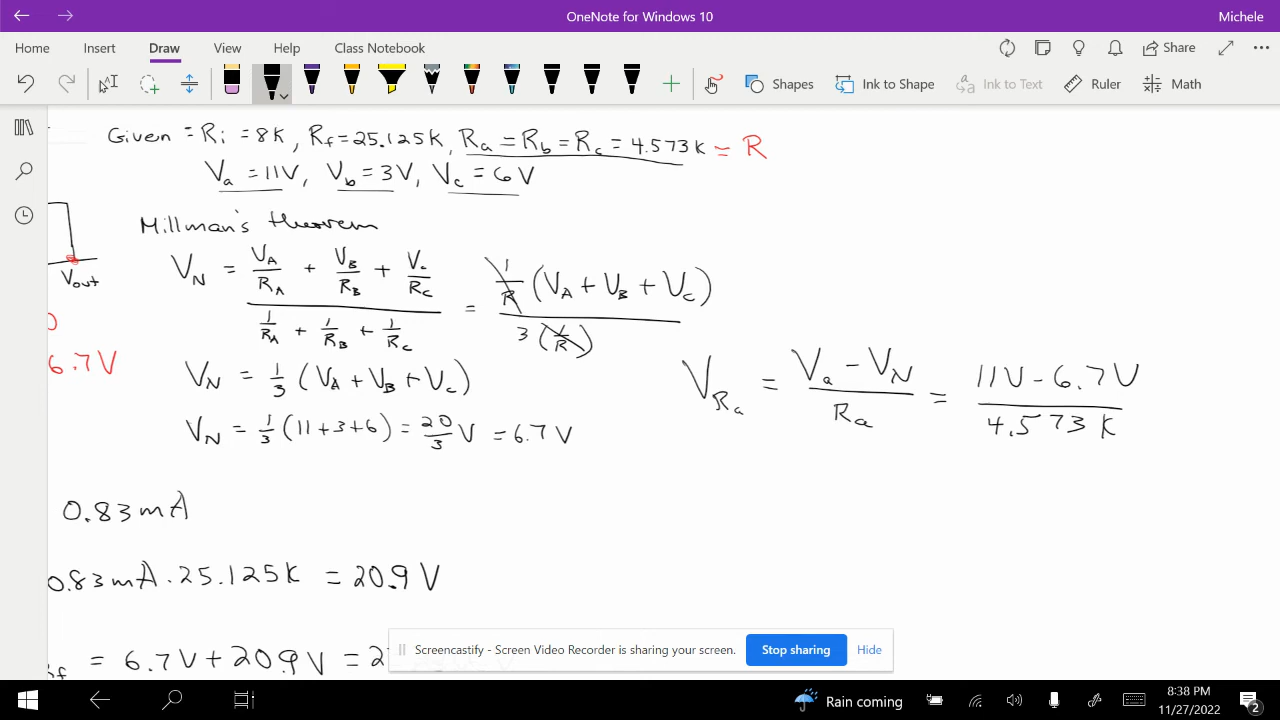 OneNote for Windows 10
Michele
Home Insert Draw View Help Class Notebook
Share
Shapes Ink to Shape Ink to Text Ruler Math
Given = Ri = 8K, Rf = 25.125K, Ra = Rb = Rc = 4.573K = R
Va = 11V, Vb = 3V, Vc = 6V
Millman's theorem
VN = (VA/RA + VB/RB + Vc/RC) / (1/RA + 1/RB + 1/RC) = 1/R (VA + VB + VC) / 3(1/R)
Vout
6.7V
VN = 1/3 (VA + VB + VC)
VRa = (Va - VN) / Ra = (11V - 6.7V) / 4.573K
VN = 1/3 (11 + 3 + 6) = 20/3 V = 6.7V
0.83mA
0.83mA . 25.125K = 20.9V
= 6.7V + 20.9V = 2
Screencastify - Screen Video Recorder is sharing your screen. Stop sharing Hide
Rain coming
8:38 PM
11/27/2022
2